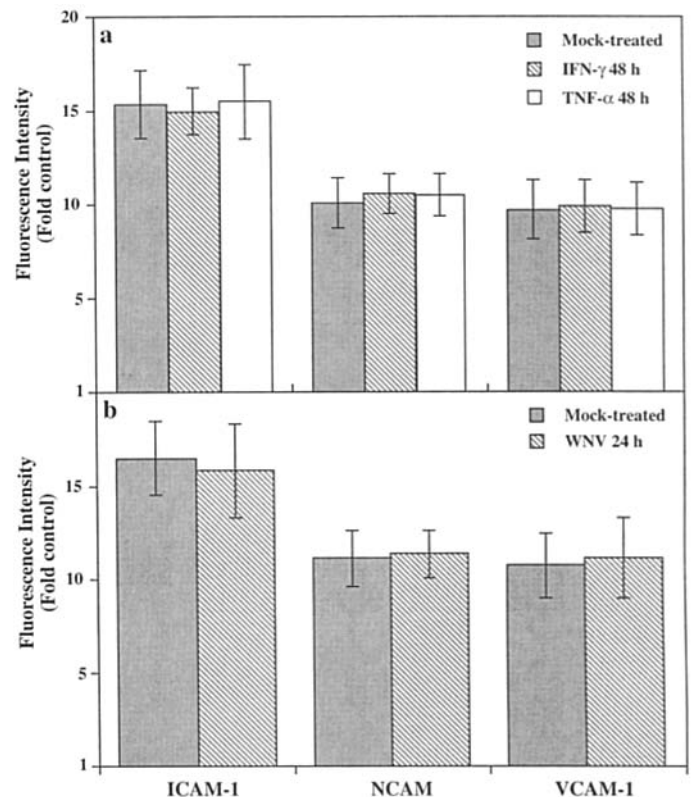 a
20
15
10
5
1
Fluorescence Intensity
(Fold control)
Mock-treated
IFN-γ 48 h
TNF-α 48 h
b
15
10
5
1
Fluorescence Intensity
(Fold control)
Mock-treated
WNV 24 h
ICAM-1 NCAM VCAM-1